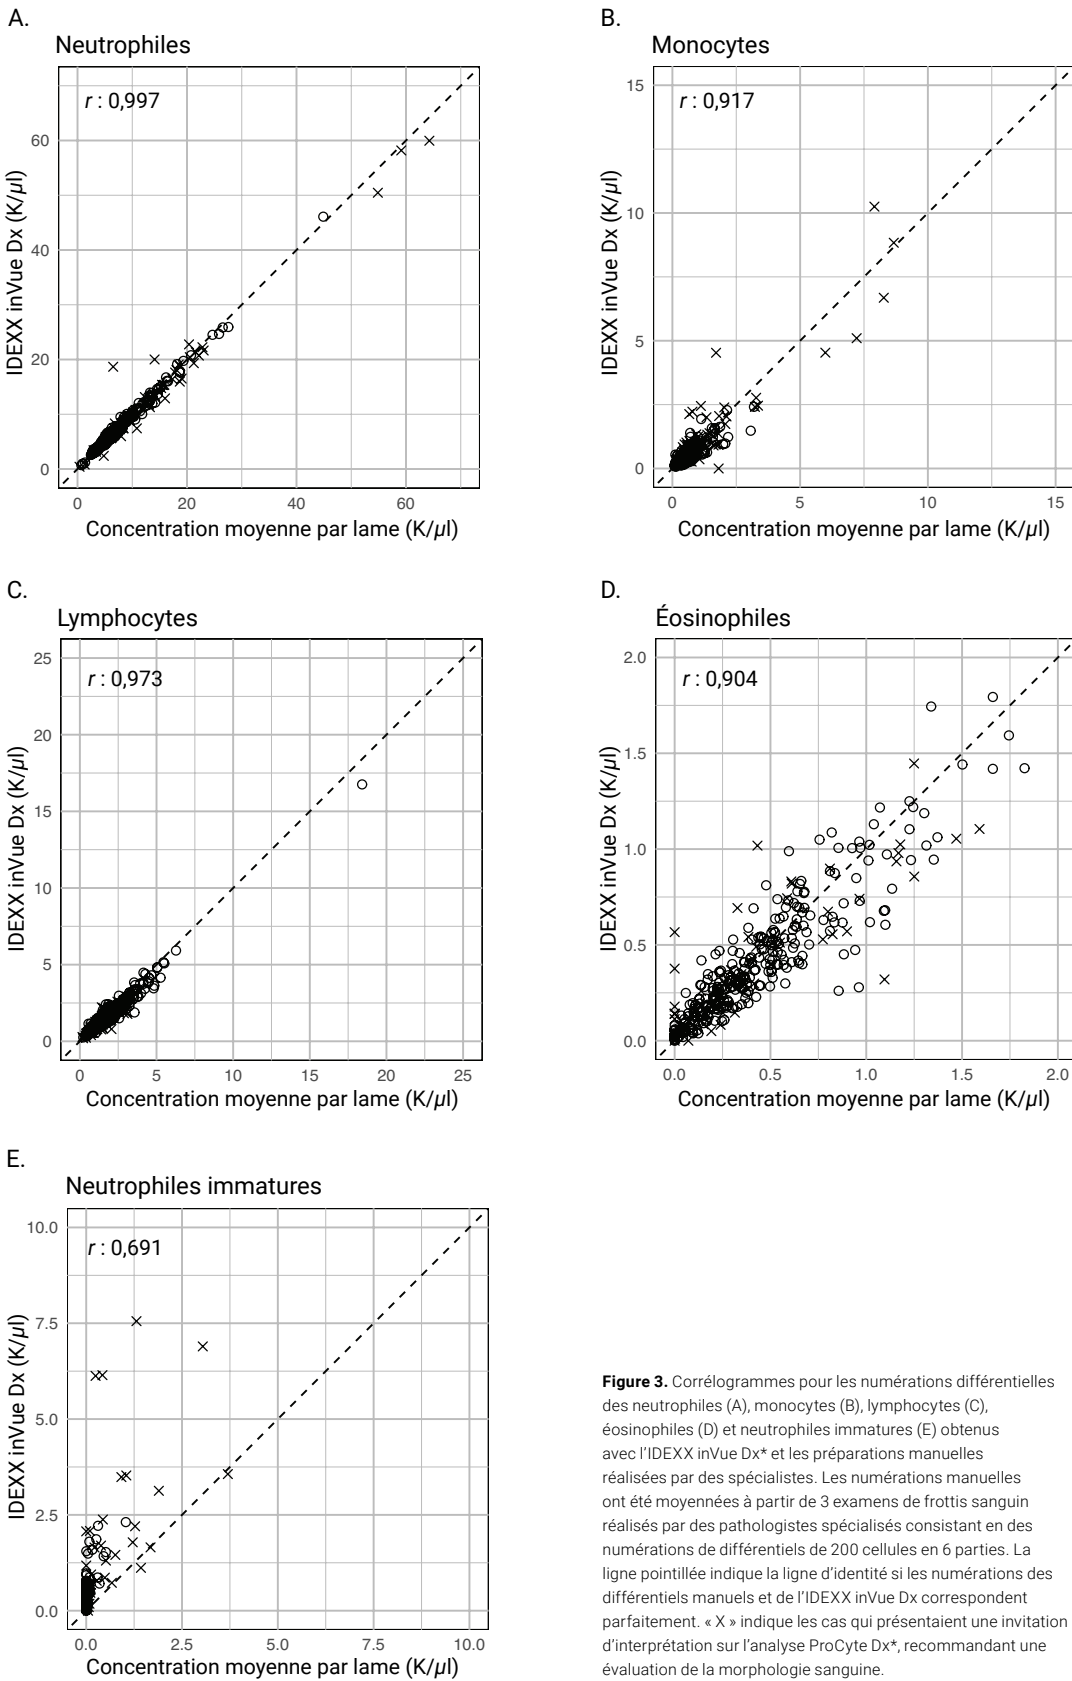 A.
Neutrophiles
r : 0,997
60
40
20
0
0 20 40 60
IDEXX inVue Dx (K/µl)
Concentration moyenne par lame (K/µl)
B.
Monocytes
r : 0,917
15
10
5
0
0 5 10 15
IDEXX inVue Dx (K/µl)
Concentration moyenne par lame (K/µl)
C.
Lymphocytes
r : 0,973
25
20
15
10
5
0
0 5 10 15 20 25
IDEXX inVue Dx (K/µl)
Concentration moyenne par lame (K/µl)
D.
Éosinophiles
r : 0,904
2.0
1.5
1.0
0.5
0.0
0.0 0.5 1.0 1.5 2.0
IDEXX inVue Dx (K/µl)
Concentration moyenne par lame (K/µl)
E.
Neutrophiles immatures
r : 0,691
10.0
7.5
5.0
2.5
0.0
0.0 2.5 5.0 7.5 10.0
IDEXX inVue Dx (K/µl)
Concentration moyenne par lame (K/µl)
Figure 3. Corrélogrammes pour les numérations différentielles
des neutrophiles (A), monocytes (B), lymphocytes (C),
éosinophiles (D) et neutrophiles immatures (E) obtenus
avec l'IDEXX inVue Dx* et les préparations manuelles
réalisées par des spécialistes. Les numérations manuelles
ont été moyennées à partir de 3 examens de frottis sanguin
réalisés par des pathologistes spécialisés consistant en des
numérations de différentiels de 200 cellules en 6 parties. La
ligne pointillée indique la ligne d'identité si les numérations des
différentiels manuels et de l'IDEXX inVue Dx correspondent
parfaitement. « X » indique les cas qui présentaient une invitation
d'interprétation sur l'analyse ProCyte Dx*, recommandant une
évaluation de la morphologie sanguine.